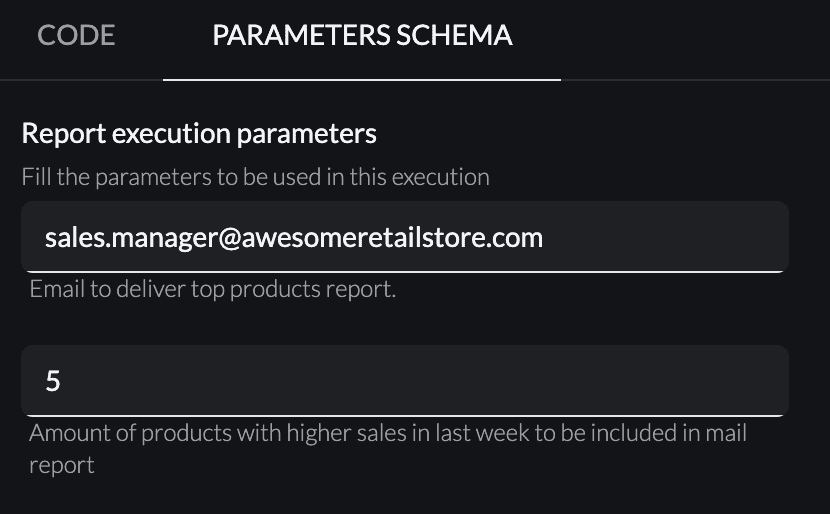 CODE PARAMETERS SCHEMA
Report execution parameters
Fill the parameters to be used in this execution
sales.manager@awesomeretailstore.com
Email to deliver top products report.
5
Amount of products with higher sales in last week to be included in mail
report